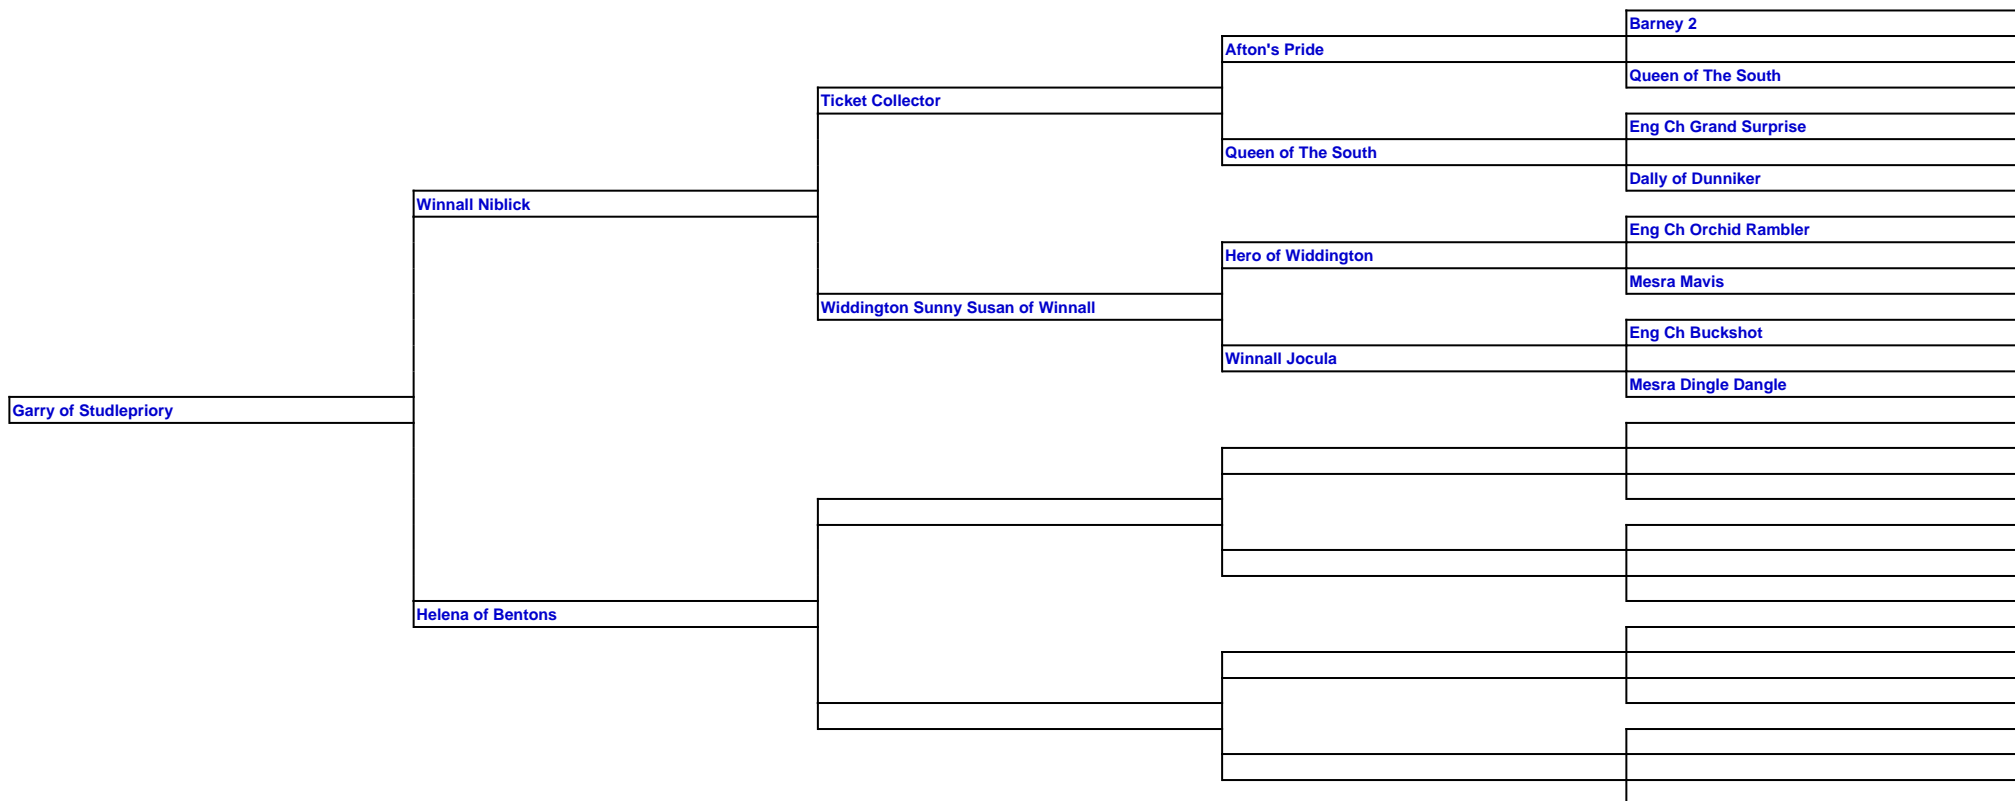 Barney 2
Afton's Pride
Queen of The South
Ticket Collector
Eng Ch Grand Surprise
Queen of The South
Dally of Dunniker
Winnall Niblick
Eng Ch Orchid Rambler
Hero of Widdington
Mesra Mavis
Widdington Sunny Susan of Winnall
Eng Ch Buckshot
Winnall Jocula
Mesra Dingle Dangle
Garry of Studlepriory
Helena of Bentons